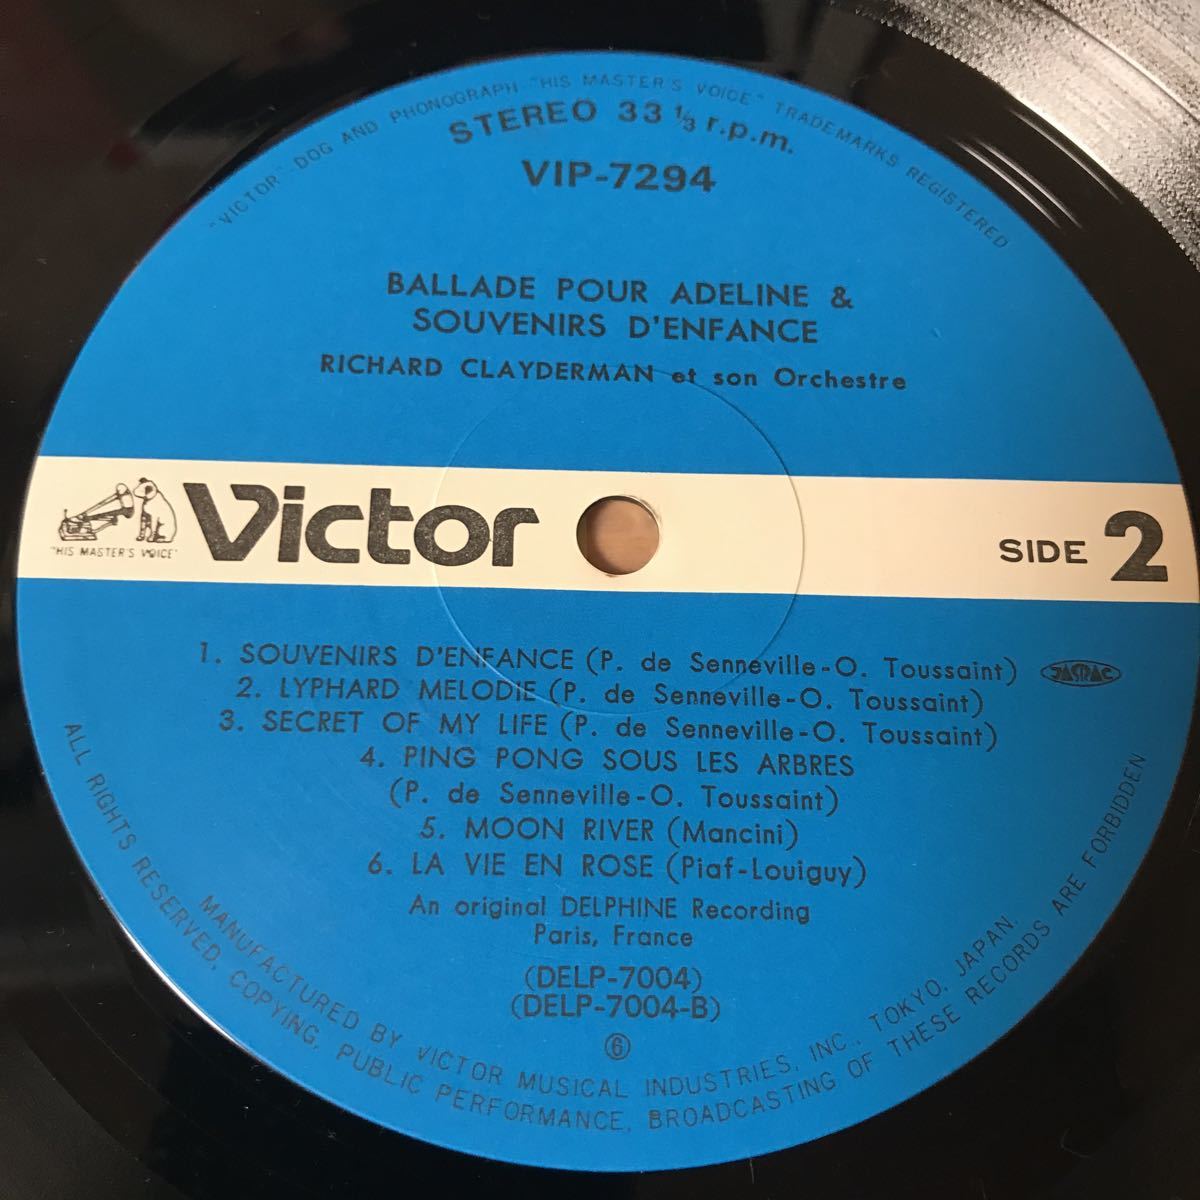 "VICTOR" DOG AND PHONOGRAPH "HIS MASTER'S VOICE" TRADEMARKS REGISTERED
STEREO 33 1/3 r.p.m.
VIP-7294
BALLADE POUR ADELINE &
SOUVENIRS D'ENFANCE
RICHARD CLAYDERMAN et son Orchestre
"HIS MASTER'S VOICE"
Victor
SIDE 2
1. SOUVENIRS D'ENFANCE (P. de Senneville-O. Toussaint) JASRAC
2. LYPHARD MELODIE (P. de Senneville-O. Toussaint)
3. SECRET OF MY LIFE (P. de Senneville-O. Toussaint)
4. PING PONG SOUS LES ARBRES
(P. de Senneville-O. Toussaint)
5. MOON RIVER (Mancini)
6. LA VIE EN ROSE (Piaf-Louiguy)
An original DELPHINE Recording
Paris, France
(DELP-7004)
(DELP-7004-B)
⑥
MANUFACTURED BY VICTOR MUSICAL INDUSTRIES, INC., TOKYO, JAPAN.
ALL RIGHTS RESERVED, COPYING, PUBLIC PERFORMANCE, BROADCASTING OF THESE RECORDS ARE FORBIDDEN